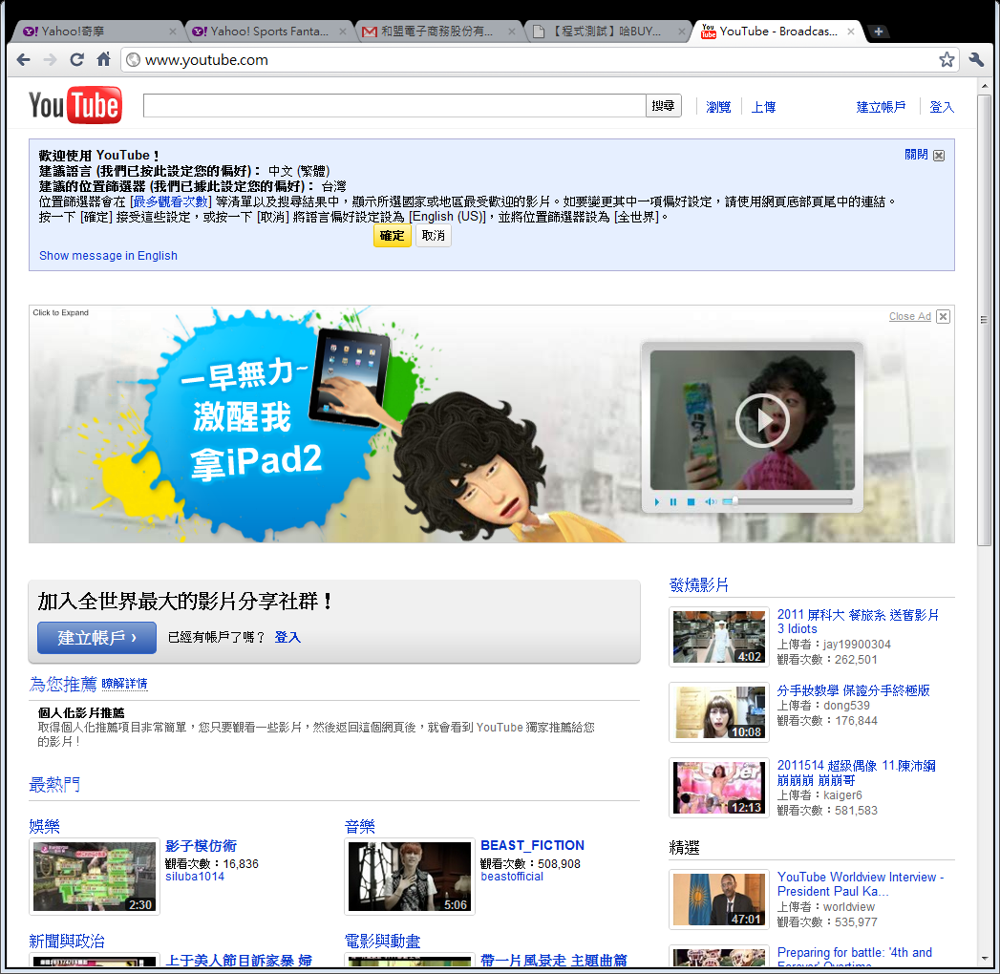 Yahoo!奇摩
Yahoo! Sports Fanta...
和盟電子商務股份有...
【程式測試】哈BUY...
YouTube - Broadcas...
www.youtube.com
YouTube
搜尋
瀏覽
上傳
建立帳戶
登入
歡迎使用 YouTube！
關閉
建議語言 (我們已按此設定您的偏好)： 中文 (繁體)
建議的位置篩選器 (我們已據此設定您的偏好)： 台灣
位置篩選器會在 [最多觀看次數] 等清單以及搜尋結果中，顯示所選國家或地區最受歡迎的影片。如要變更其中一項偏好設定，請使用網頁底部頁尾中的連結。
按一下 [確定] 接受這些設定，或按一下 [取消] 將語言偏好設定設為 [English (US)]，並將位置篩選器設為 [全世界]。
確定
取消
Show message in English
Click to Expand
Close Ad
一早無力~
激醒我
拿iPad2
加入全世界最大的影片分享社群！
建立帳戶 ›
已經有帳戶了嗎？ 登入
為您推薦 瞭解詳情
個人化影片推薦
取得個人化推薦項目非常簡單，您只要觀看一些影片，然後返回這個網頁後，就會看到 YouTube 獨家推薦給您
的影片！
最熱門
娛樂
影子模仿術
觀看次數：16,836
siluba1014
2:30
音樂
BEAST_FICTION
觀看次數：508,908
beastofficial
5:06
新聞與政治
上于美人節目訴家暴 婦
電影與動畫
帶一片風景走 主題曲篇
發燒影片
2011 屏科大 餐旅系 送舊影片
3 Idiots
上傳者：jay19900304
觀看次數：262,501
4:02
分手妝教學 保證分手終極版
上傳者：dong539
觀看次數：176,844
10:08
2011514 超級偶像 11.陳沛綱
崩崩崩 崩崩哥
上傳者：kaiger6
觀看次數：581,583
12:13
精選
YouTube Worldview Interview -
President Paul Ka...
上傳者：worldview
觀看次數：535,977
47:01
Preparing for battle: '4th and
Forever' Overtime